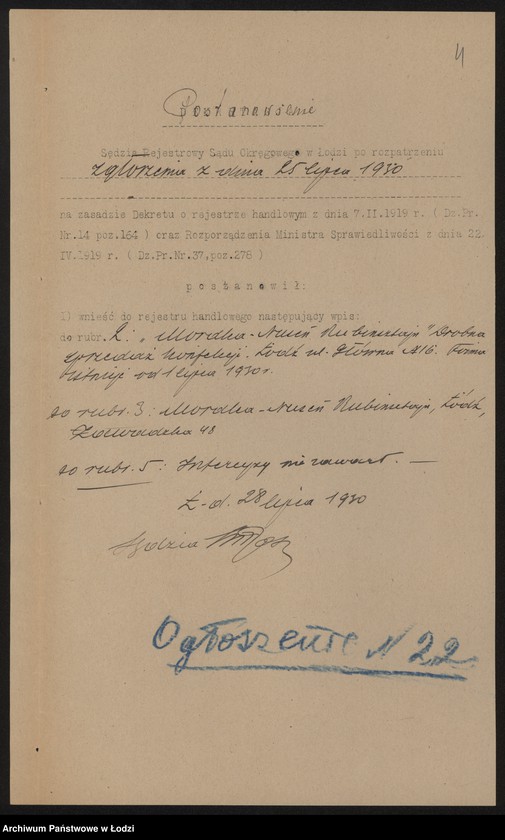 4
Postanowienie
Sędzia Rejestrowy Sądu Okręgowego w Łodzi po rozpatrzeniu
zgłoszenia z dnia 25 lipca 1930
na zasadzie Dekretu o rejestrze handlowym z dnia 7.II.1919 r. ( Dz.Pr.
Nr.14 poz.164 ) oraz Rozporządzenia Ministra Sprawiedliwości z dnia 22.
IV.1919 r. ( Dz.Pr.Nr.37,poz.278 )
p o s t a n o w i ł:
1) wnieść do rejestru handlowego następujący wpis:
do rubr. 2: „Mordka-Nusen Rubinsztajn" Drobna
sprzedaż konfekcji. Łódź ul. Główna N16. Firma
istnieje od 1 lipca 1930 r.
do rubr. 3: Mordka-Nusen Rubinsztajn, Łódź,
Zawadzka 48
do rubr. 5: Intercyzy nie zawarł. —
Ł-d. 28 lipca 1930
Sędzia
Ogłoszenie N 22
Archiwum Państwowe w Łodzi